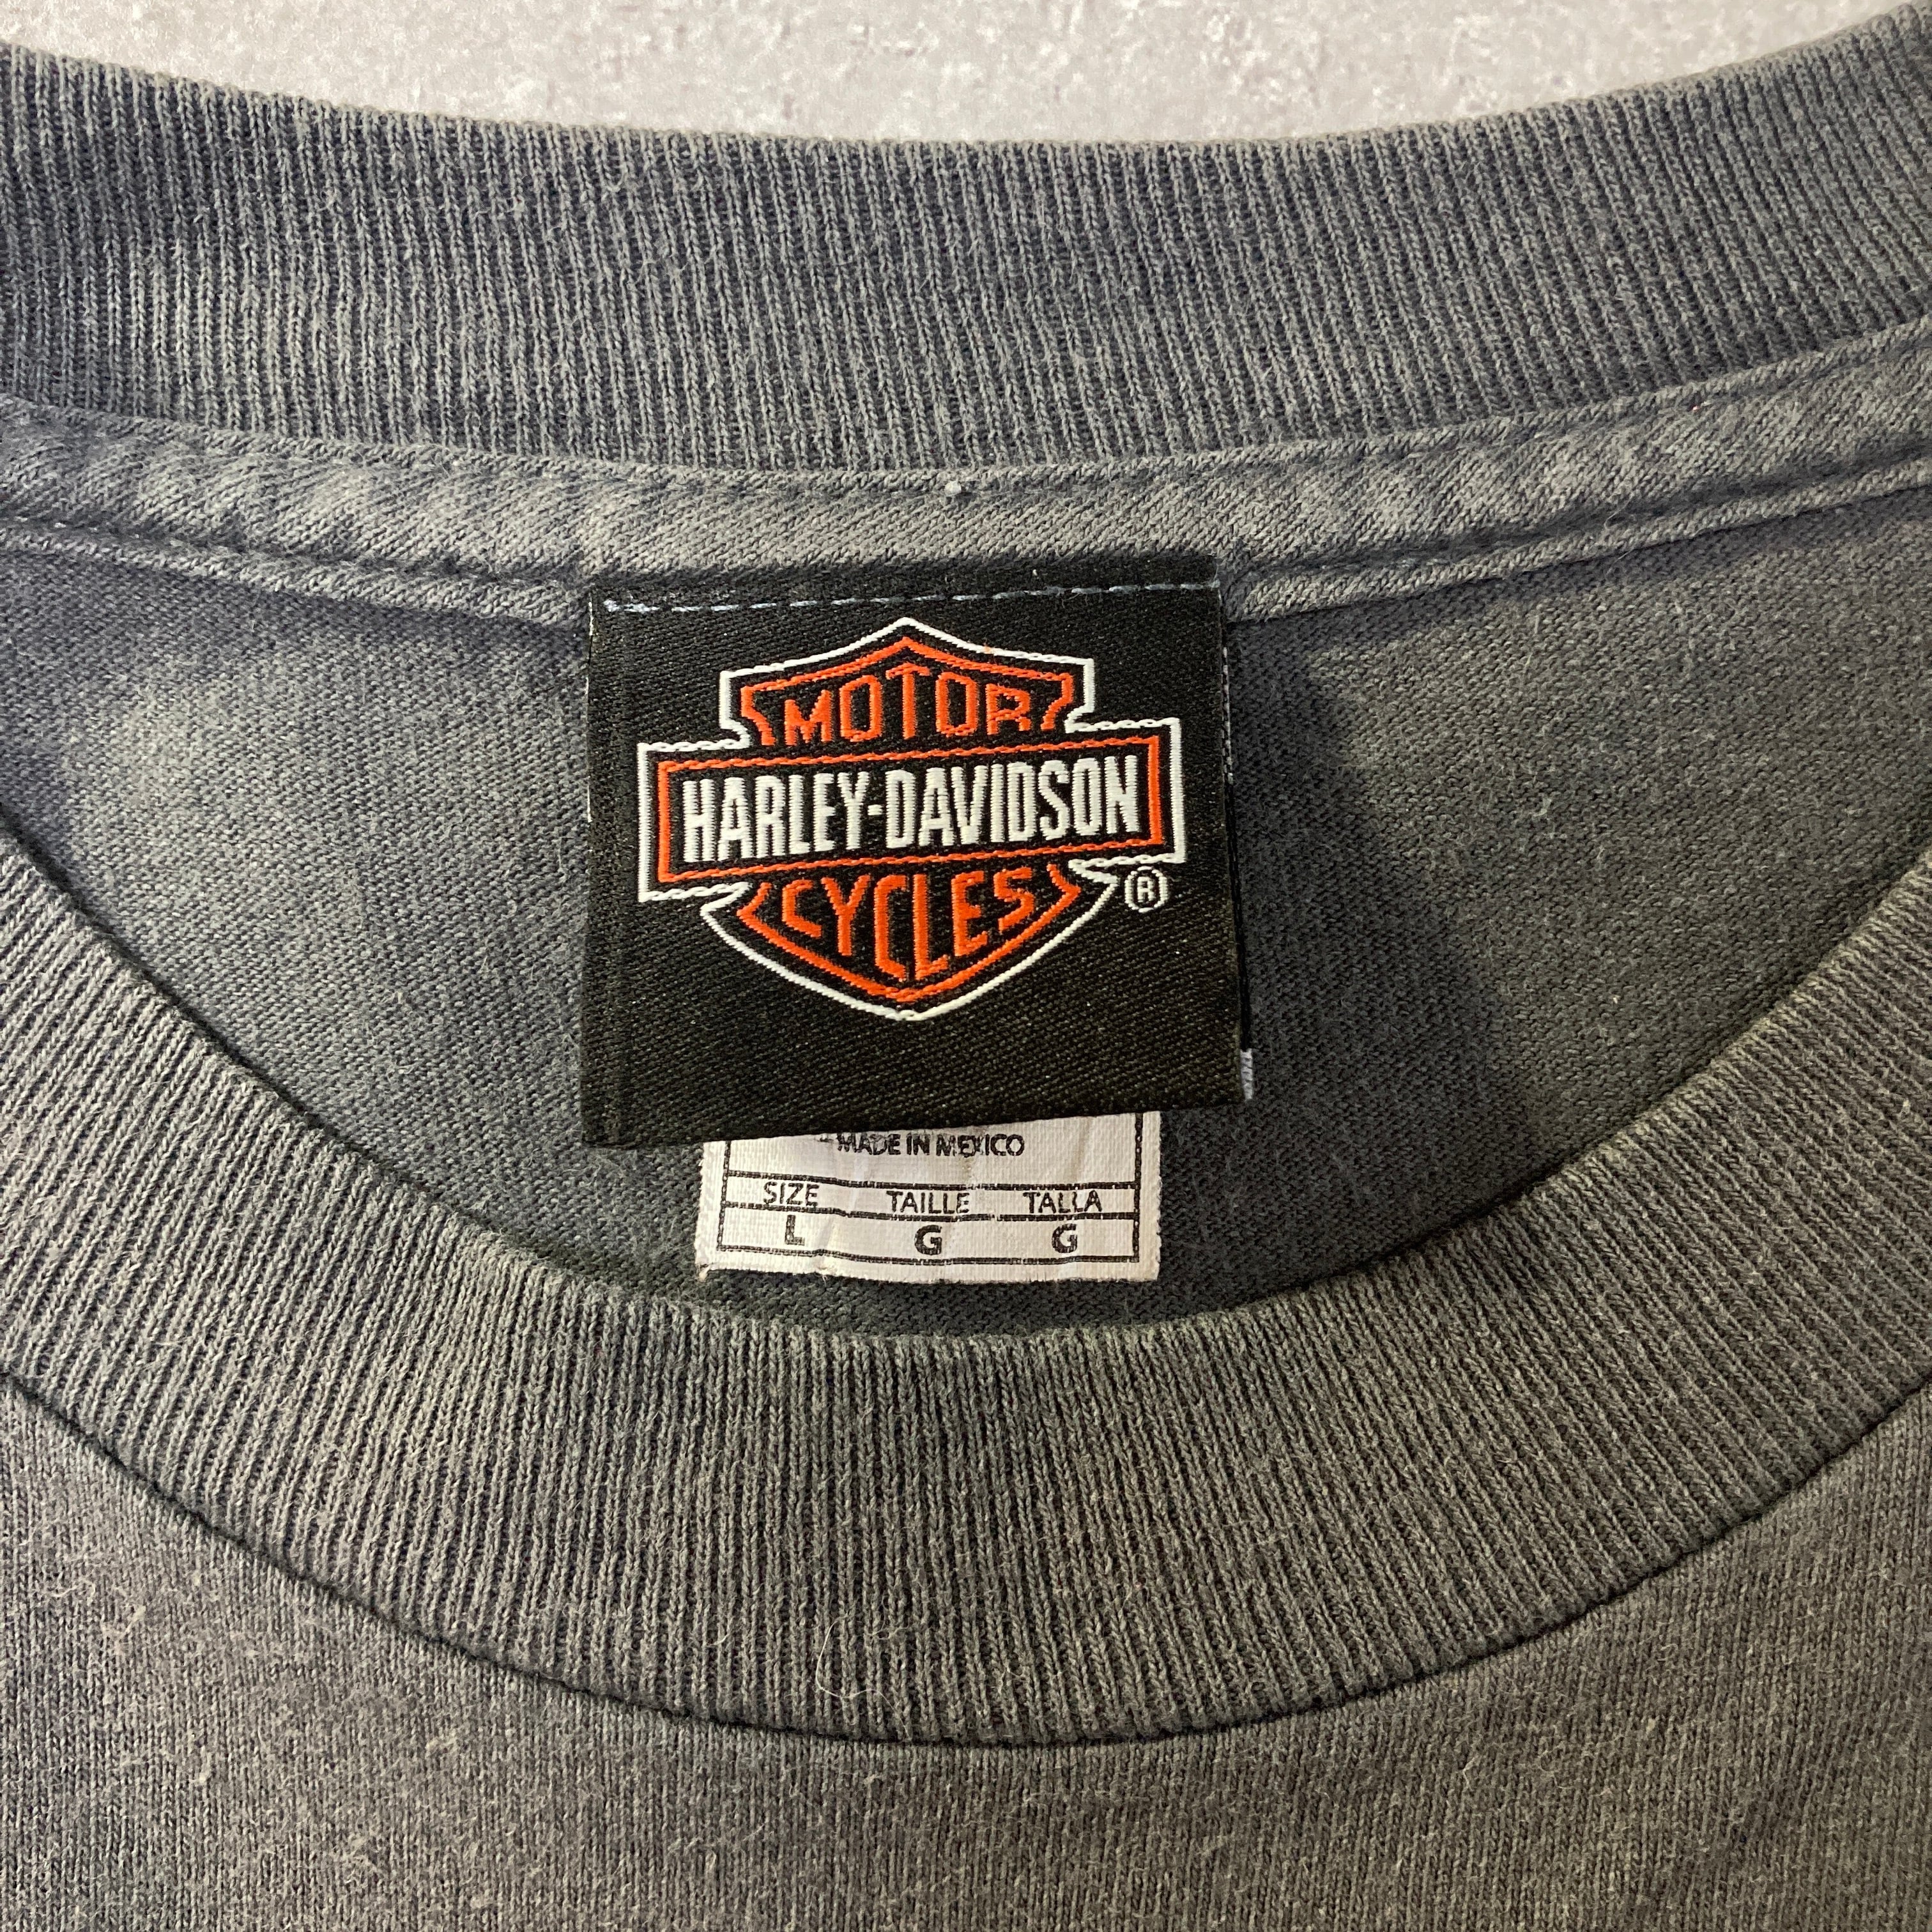 MOTOR
HARLEY-DAVIDSON
CYCLES ®
MADE IN MEXICO
SIZE TAILLE TALLA
L G G